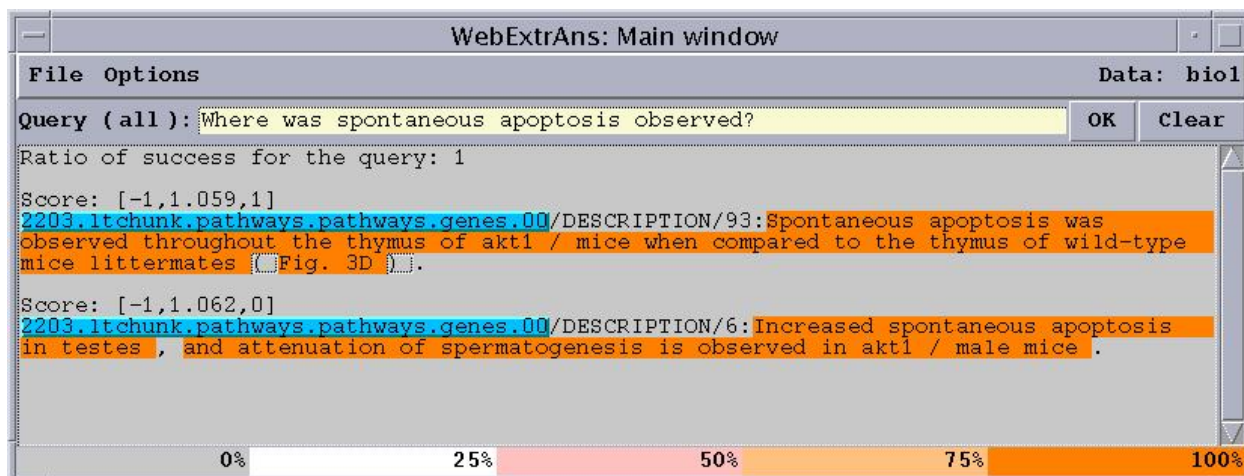 WebExtrAns: Main window
File Options Data: bio1
Query (all): Where was spontaneous apoptosis observed? OK Clear
Ratio of success for the query: 1
Score: [-1,1.059,1]
2203.ltchunk.pathways.pathways.genes.00/DESCRIPTION/93:Spontaneous apoptosis was
observed throughout the thymus of akt1 / mice when compared to the thymus of wild-type
mice littermates ( Fig. 3D ) .
Score: [-1,1.062,0]
2203.ltchunk.pathways.pathways.genes.00/DESCRIPTION/6:Increased spontaneous apoptosis
in testes , and attenuation of spermatogenesis is observed in akt1 / male mice .
0% 25% 50% 75% 100%